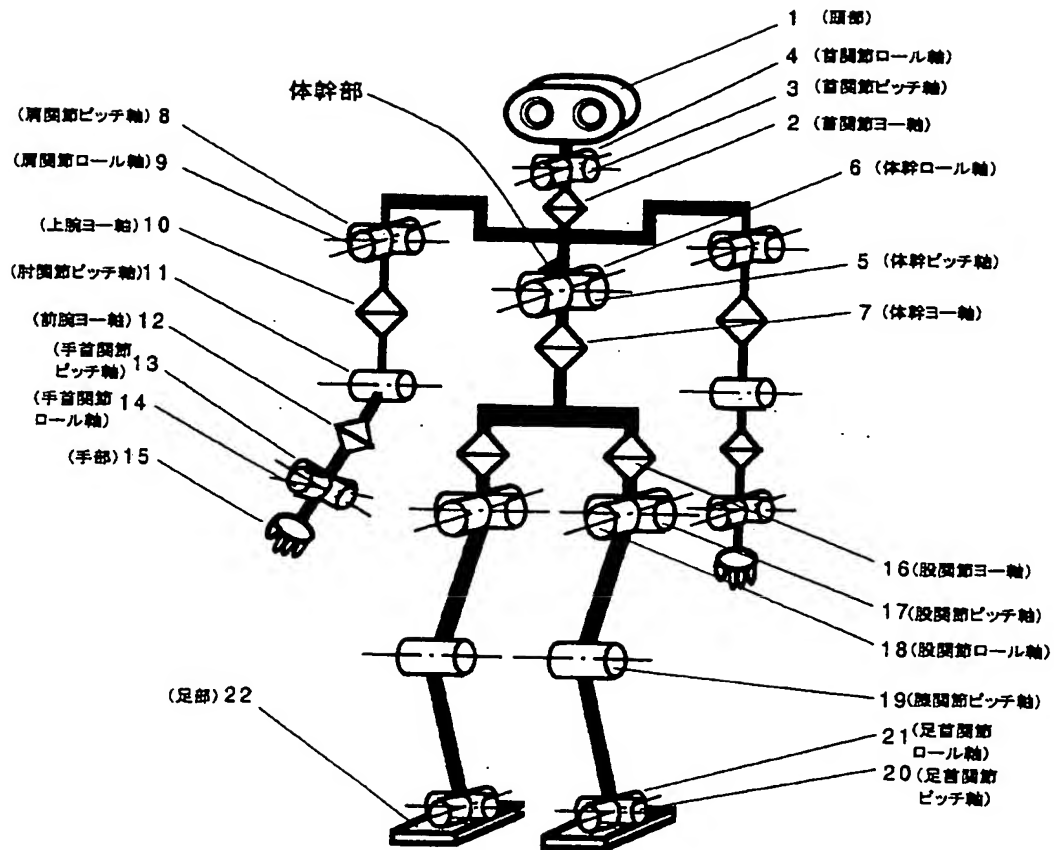 1 (頭部)
4 (首関節ロール軸)
3 (首関節ピッチ軸)
2 (首関節ヨー軸)
体幹部
6 (体幹ロール軸)
5 (体幹ピッチ軸)
7 (体幹ヨー軸)
(肩関節ピッチ軸) 8
(肩関節ロール軸) 9
(上腕ヨー軸) 10
(肘関節ピッチ軸) 11
(前腕ヨー軸) 12
(手首関節
ピッチ軸) 13
(手首関節
ロール軸) 14
(手部) 15
16 (股関節ヨー軸)
17 (股関節ピッチ軸)
18 (股関節ロール軸)
19 (膝関節ピッチ軸)
21 (足首関節
ロール軸)
20 (足首関節
ピッチ軸)
(足部) 22